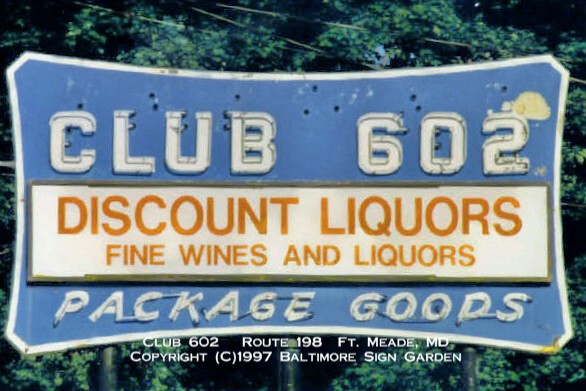 CLUB 602
DISCOUNT LIQUORS
FINE WINES AND LIQUORS
PACKAGE GOODS
CLUB 602 ROUTE 198 FT. MEADE, MD
COPYRIGHT (C)1997 BALTIMORE SIGN GARDEN